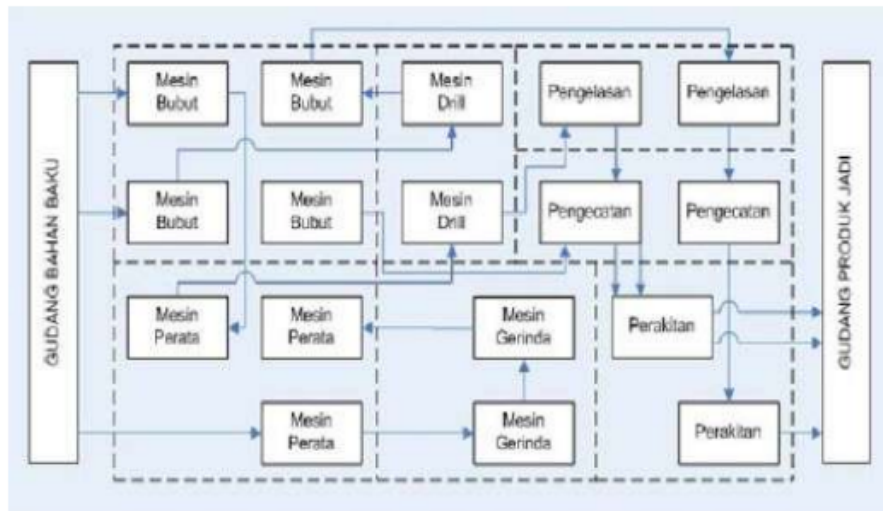 GUDANG BAHAN BAKU
Mesin
Bubut
Mesin
Bubut
Mesin
Drill
Pengelasan
Pengelasan
Mesin
Bubut
Mesin
Bubut
Mesin
Drill
Pengecatan
Pengecatan
Mesin
Perata
Mesin
Perata
Mesin
Gerinda
Perakitan
Mesin
Perata
Mesin
Gerinda
Perakitan
GUDANG PRODUK JADI